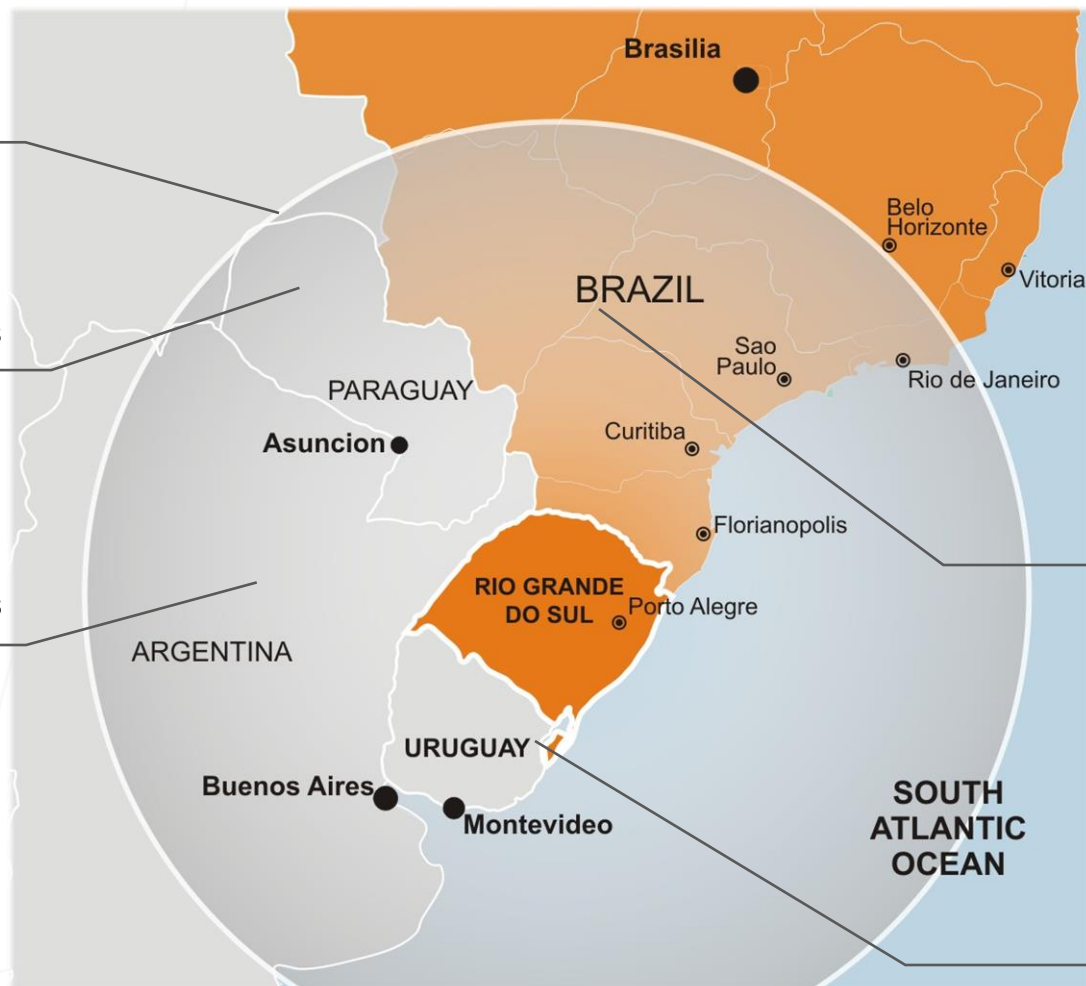 Brasilia
Belo
Horizonte
BRAZIL
Vitoria
Sao
Paulo
Rio de Janeiro
PARAGUAY
Asuncion
Curitiba
Florianopolis
RIO GRANDE
DO SUL
Porto Alegre
ARGENTINA
URUGUAY
Buenos Aires
Montevideo
SOUTH
ATLANTIC
OCEAN